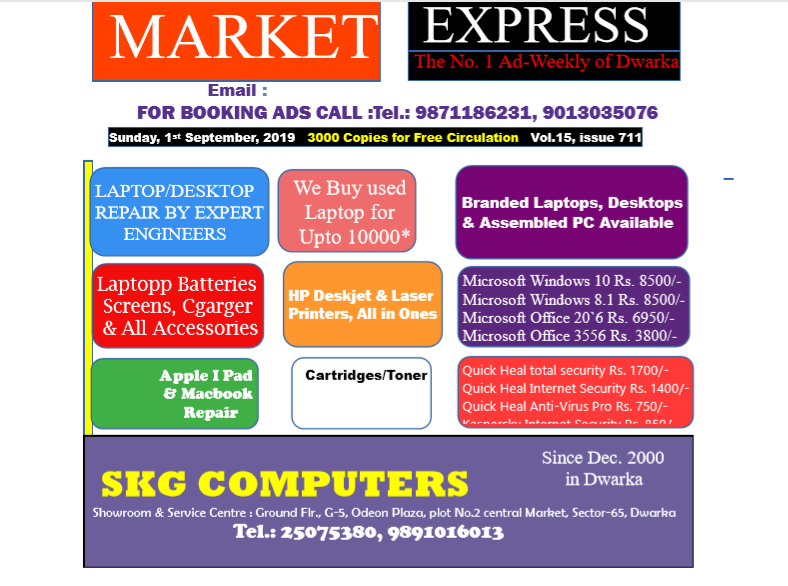 MARKET EXPRESS
The No. 1 Ad-Weekly of Dwarka
Email :
FOR BOOKING ADS CALL :Tel.: 9871186231, 9013035076
Sunday, 1st September, 2019 3000 Copies for Free Circulation Vol.15, issue 711
LAPTOP/DESKTOP
REPAIR BY EXPERT
ENGINEERS
We Buy used
Laptop for
Upto 10000*
Branded Laptops, Desktops
& Assembled PC Available
Laptopp Batteries
Screens, Cgarger
& All Accessories
HP Deskjet & Laser
Printers, All in Ones
Microsoft Windows 10 Rs. 8500/-
Microsoft Windows 8.1 Rs. 8500/-
Microsoft Office 20`6 Rs. 6950/-
Microsoft Office 3556 Rs. 3800/-
Apple I Pad
& Macbook
Repair
Cartridges/Toner
Quick Heal total security Rs. 1700/-
Quick Heal Internet Security Rs. 1400/-
Quick Heal Anti-Virus Pro Rs. 750/-
Kaspersky Internet Security Rs. 850/-
SKG COMPUTERS
Since Dec. 2000
in Dwarka
Showroom & Service Centre : Ground Flr., G-5, Odeon Plaza, plot No.2 central Market, Sector-65, Dwarka
Tel.: 25075380, 9891016013